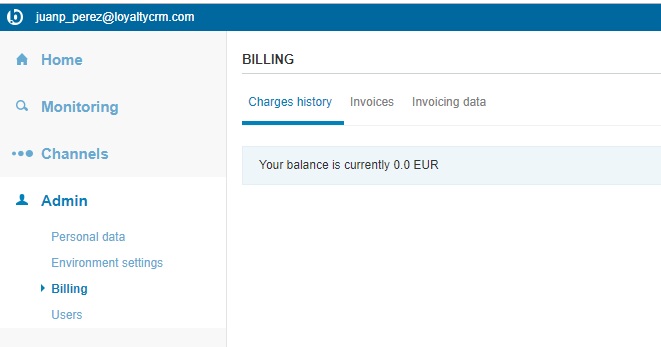 juanp_perez@loyaltycrm.com
Home
Monitoring
Channels
Admin
Personal data
Environment settings
Billing
Users
BILLING
Charges history Invoices Invoicing data
Your balance is currently 0.0 EUR